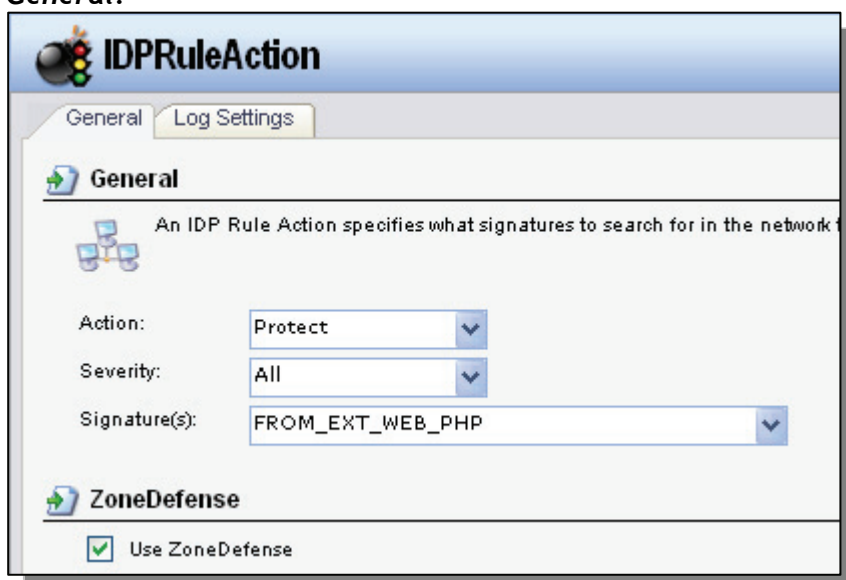 General:
IDPRuleAction
General Log Settings
General
An IDP Rule Action specifies what signatures to search for in the network
Action: Protect
Severity: All
Signature(s): FROM_EXT_WEB_PHP
ZoneDefense
Use ZoneDefense